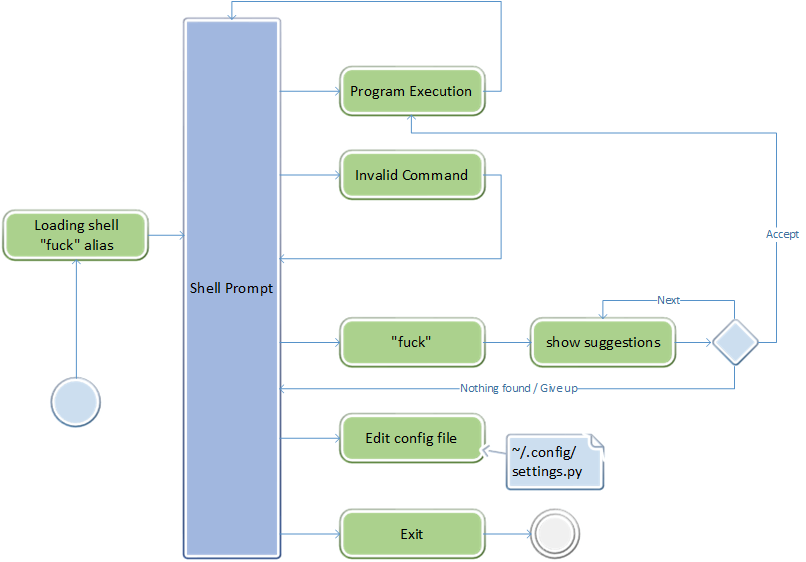 Program Execution
Invalid Command
Loading shell
"fuck" alias
Accept
Shell Prompt
Next
"fuck"
show suggestions
Nothing found / Give up
Edit config file
~/.config/
settings.py
Exit